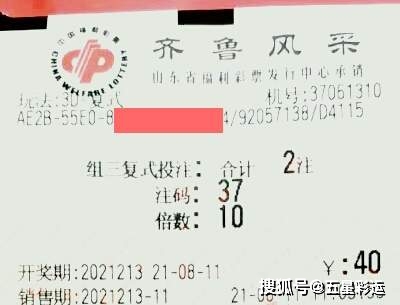 中国福利彩票
CHINA WELFARE LOTTERY
齐鲁风采
山东省福利彩票发行中心承销
玩法:3D-复式 机号:37061310
AE2B-55E0-8 4/92057138/D4115
组三复式投注: 合计 2注
注码: 37
倍数: 10
开奖期:2021213 21-08-11 ¥:40
销售期:2021213-11
搜狐号@五星彩运